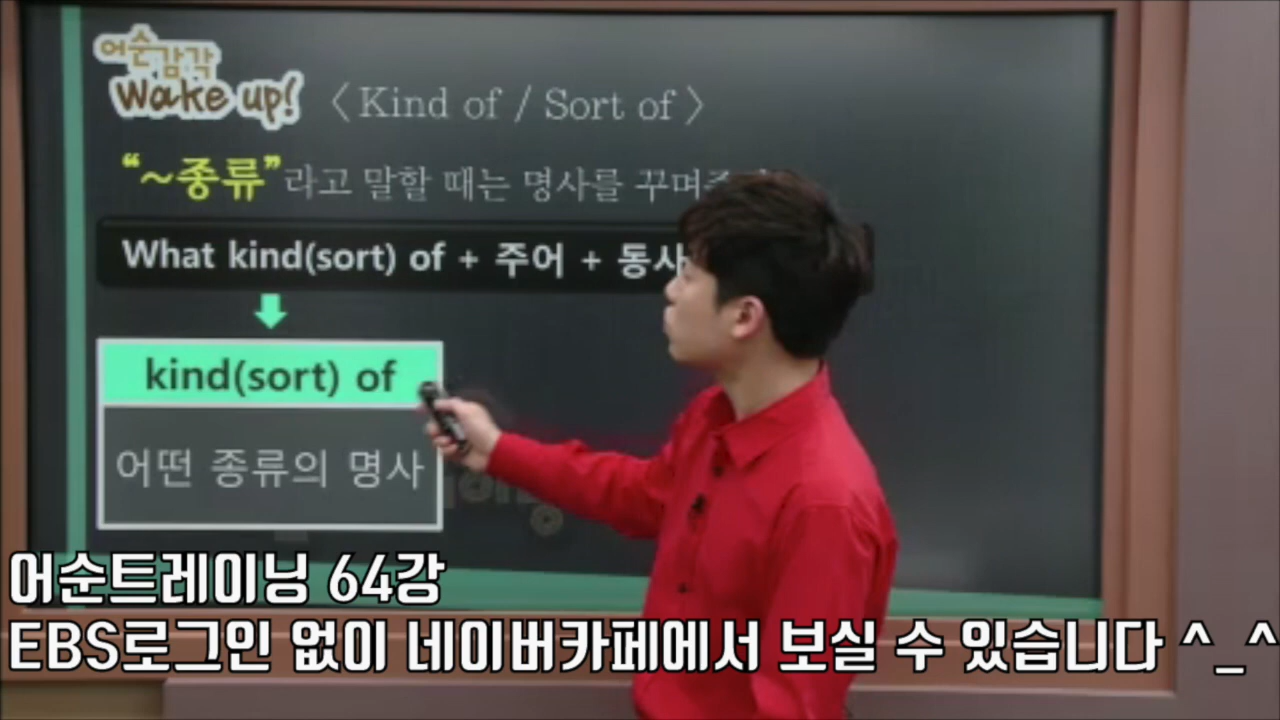 어순감각
Wake up!
〈Kind of / Sort of〉
“~종류”라고 말할 때는 명사를
What kind(sort) of + 주어 + 동사
kind(sort) of
어떤 종류의 명사
어순트레이닝 64강
EBS로그인 없이 네이버카페에서 보실 수 있습니다 ^_^